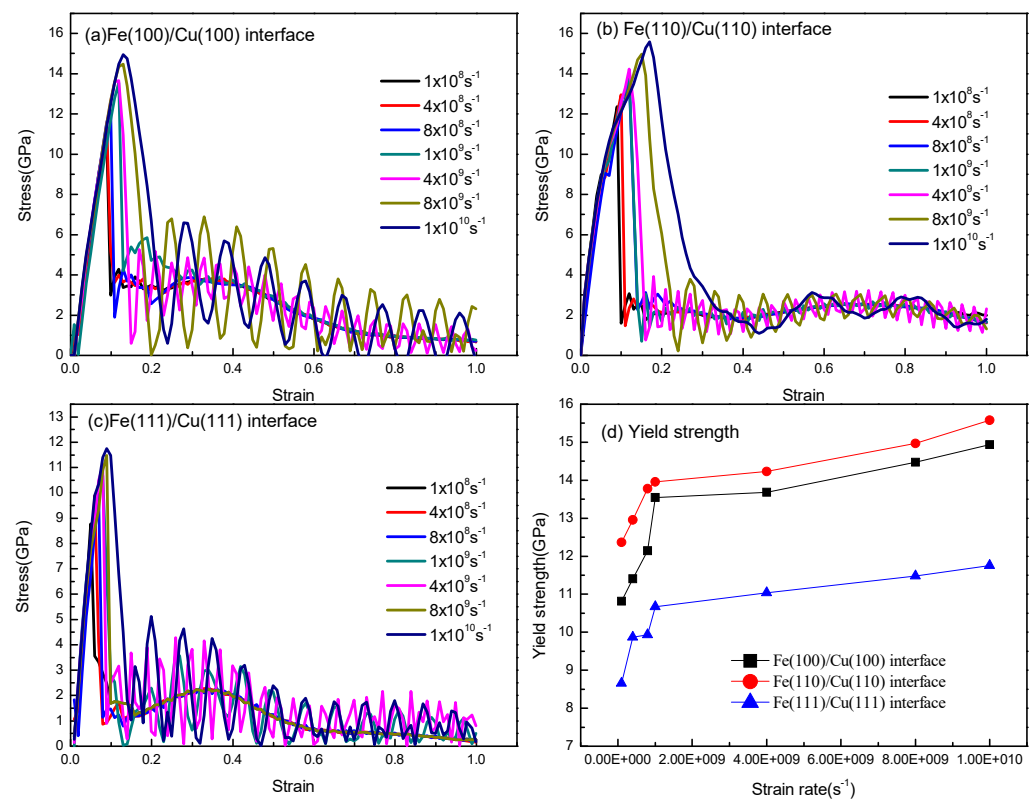 (a)Fe(100)/Cu(100) interface
16
14
12
10
8
6
4
2
0
Stress(GPa)
0.0 0.2 0.4 0.6 0.8 1.0
Strain
1x10⁸s⁻¹
4x10⁸s⁻¹
8x10⁸s⁻¹
1x10⁹s⁻¹
4x10⁹s⁻¹
8x10⁹s⁻¹
1x10¹⁰s⁻¹
(b) Fe(110)/Cu(110) interface
16
14
12
10
8
6
4
2
0
Stress(GPa)
0.0 0.2 0.4 0.6 0.8 1.0
Strain
1x10⁸s⁻¹
4x10⁸s⁻¹
8x10⁸s⁻¹
1x10⁹s⁻¹
4x10⁹s⁻¹
8x10⁹s⁻¹
1x10¹⁰s⁻¹
(c)Fe(111)/Cu(111) interface
13
12
11
10
9
8
7
6
5
4
3
2
1
0
Stress(GPa)
0.0 0.2 0.4 0.6 0.8 1.0
Strain
1x10⁸s⁻¹
4x10⁸s⁻¹
8x10⁸s⁻¹
1x10⁹s⁻¹
4x10⁹s⁻¹
8x10⁹s⁻¹
1x10¹⁰s⁻¹
(d) Yield strength
16
15
14
13
12
11
10
9
8
7
Yield strength(GPa)
Fe(100)/Cu(100) interface
Fe(110)/Cu(110) interface
Fe(111)/Cu(111) interface
0.00E+000 2.00E+009 4.00E+009 6.00E+009 8.00E+009 1.00E+010
Strain rate(s⁻¹)